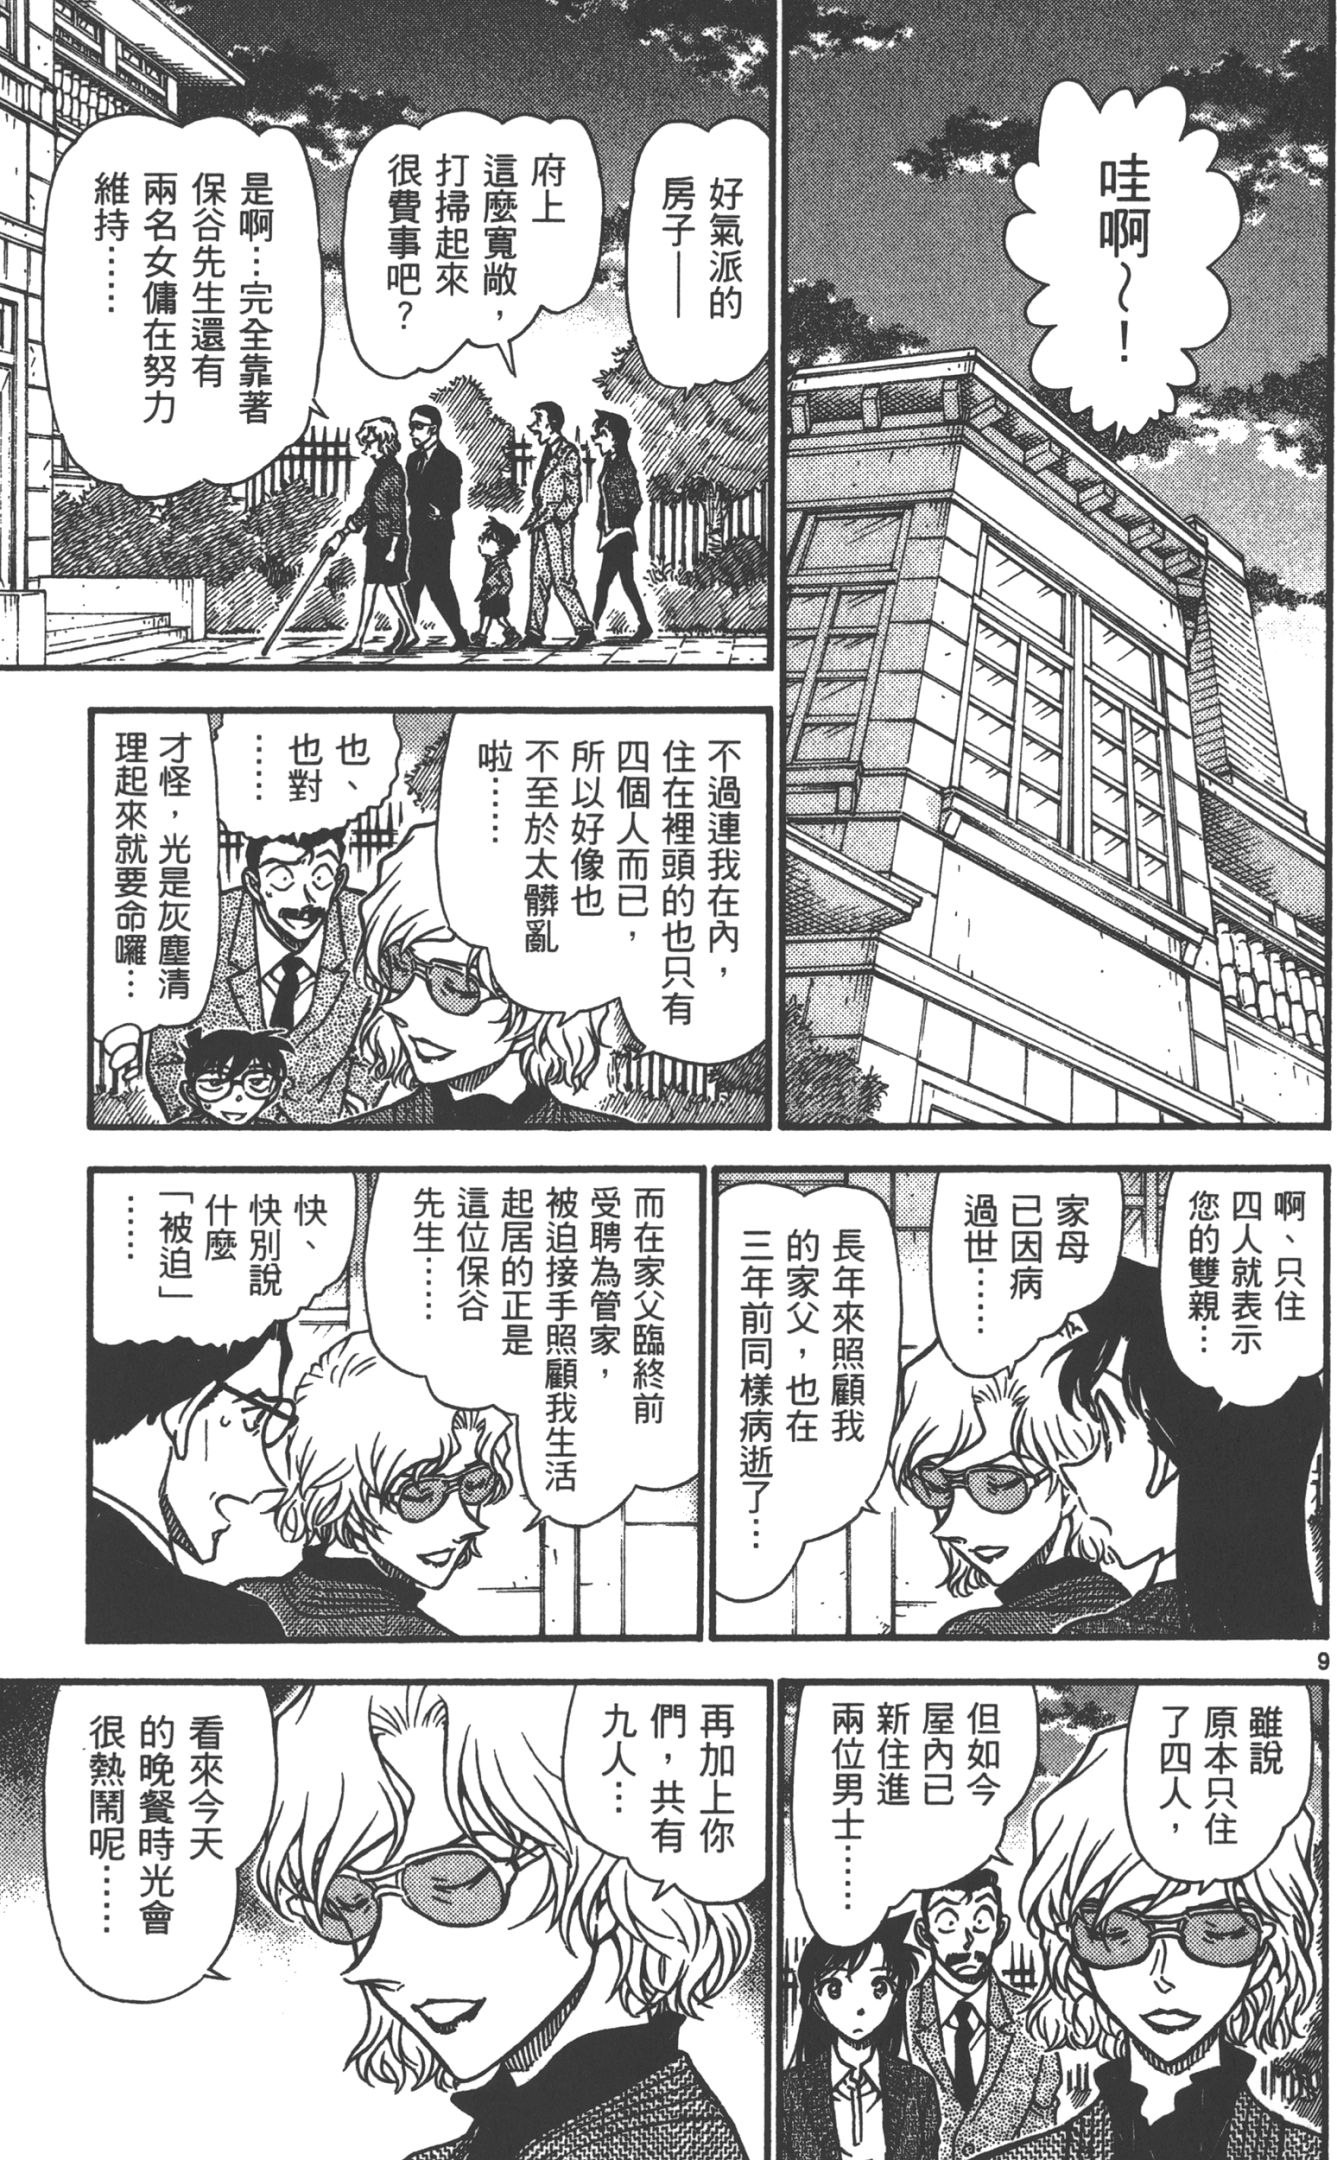 哇啊～！
好氣派的
房子──
府上
這麼寬敞，
打掃起來
很費事吧？
是啊…完全靠著
保谷先生還有
兩名女傭在努力
維持……
不過連我在內，
住在裡頭的也只有
四個人而已，
所以好像也
不至於太髒亂
啦……
也、
也對
……
才怪，光是灰塵清
理起來就要命囉…
啊、只住
四人就表示
您的雙親…
家母
已因病
過世……
長年來照顧我
的家父，也在
三年前同樣病逝了…
而在家父臨終前
受聘為管家，
被迫接手照顧我生活
起居的正是
這位保谷
先生……
快、
快別說
什麼
「被迫」
……
9
雖說
原本只住
了四人，
但如今
屋內已
新住進
兩位男士……
再加上你
們，共有
九人…
看來今天
的晚餐時光會
很熱鬧呢……